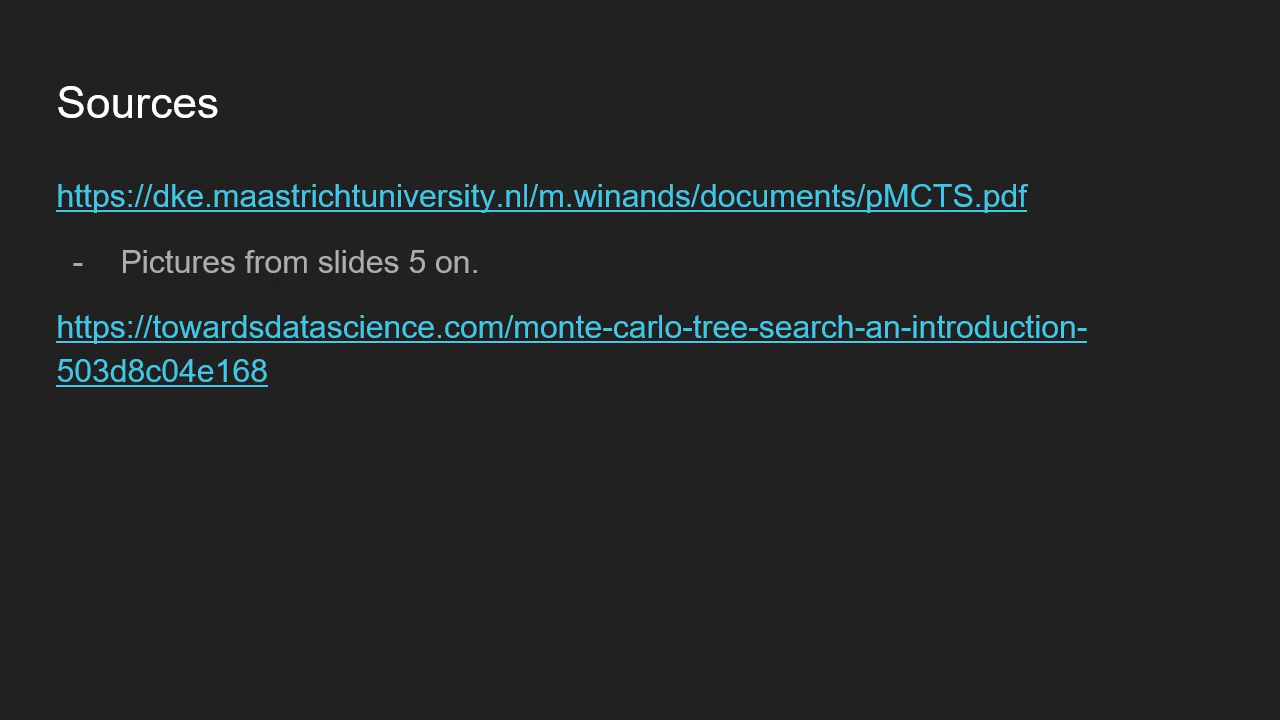 Sources
https://dke.maastrichtuniversity.nl/m.winands/documents/pMCTS.pdf
- Pictures from slides 5 on.
https://towardsdatascience.com/monte-carlo-tree-search-an-introduction-
503d8c04e168